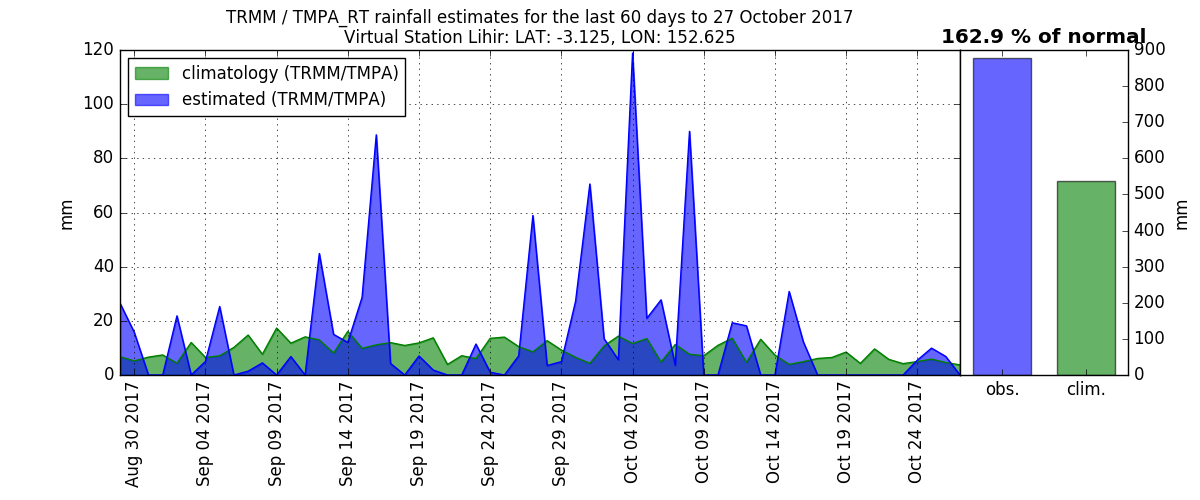 TRMM / TMPA_RT rainfall estimates for the last 60 days to 27 October 2017
Virtual Station Lihir: LAT: -3.125, LON: 152.625
162.9 % of normal
climatology (TRMM/TMPA)
estimated (TRMM/TMPA)
mm
120
100
80
60
40
20
0
Aug 30 2017
Sep 04 2017
Sep 09 2017
Sep 14 2017
Sep 19 2017
Sep 24 2017
Sep 29 2017
Oct 04 2017
Oct 09 2017
Oct 14 2017
Oct 19 2017
Oct 24 2017
obs.
clim.
900
800
700
600
500
400
300
200
100
0
mm